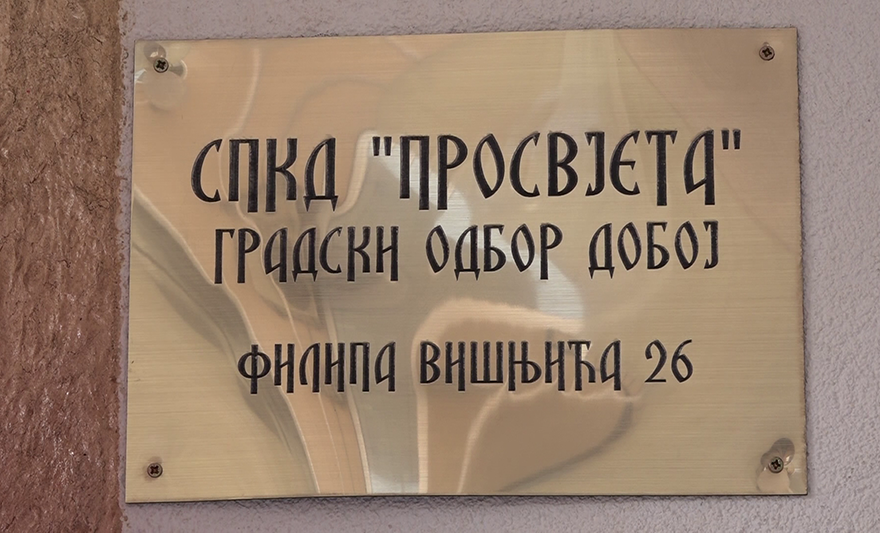 СПКД "ПРОСВЈЕТА"
ГРАДСКИ ОДБОР ДОБОЈ
ФИЛИПА ВИШЊИЋА 26